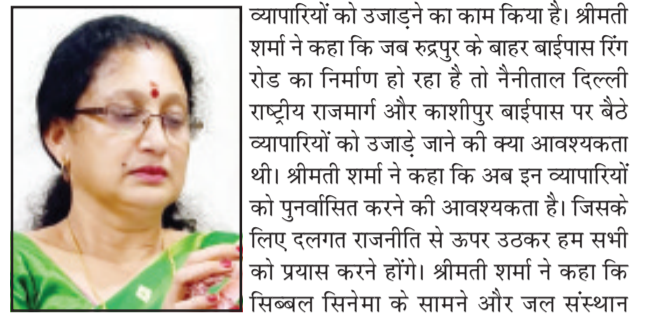 व्यापारियों को उजाड़ने का काम किया है। श्रीमती
शर्मा ने कहा कि जब रुद्रपुर के बाहर बाईपास रिंग
रोड का निर्माण हो रहा है तो नैनीताल दिल्ली
राष्ट्रीय राजमार्ग और काशीपुर बाईपास पर बैठे
व्यापारियों को उजाड़े जाने की क्या आवश्यकता
थी। श्रीमती शर्मा ने कहा कि अब इन व्यापारियों
को पुनर्वासित करने की आवश्यकता है। जिसके
लिए दलगत राजनीति से ऊपर उठकर हम सभी
को प्रयास करने होंगे। श्रीमती शर्मा ने कहा कि
सिब्बल सिनेमा के सामने और जल संस्थान